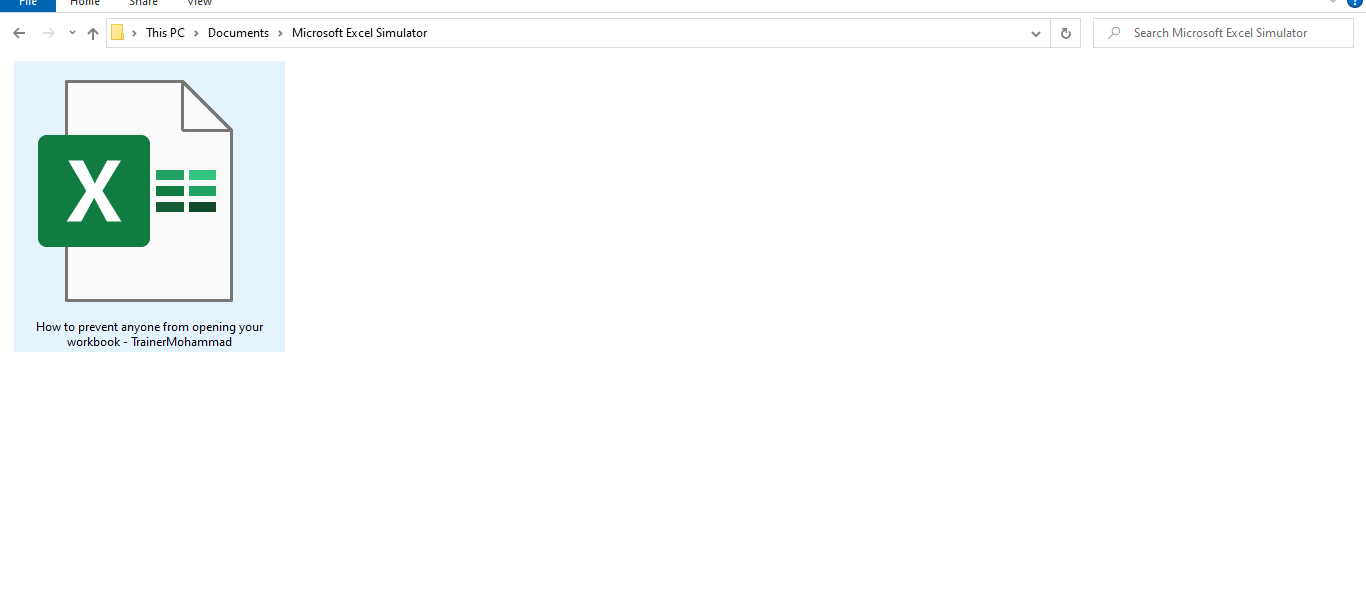 File Home Share View
This PC > Documents > Microsoft Excel Simulator
Search Microsoft Excel Simulator
X
How to prevent anyone from opening your
workbook - TrainerMohammad